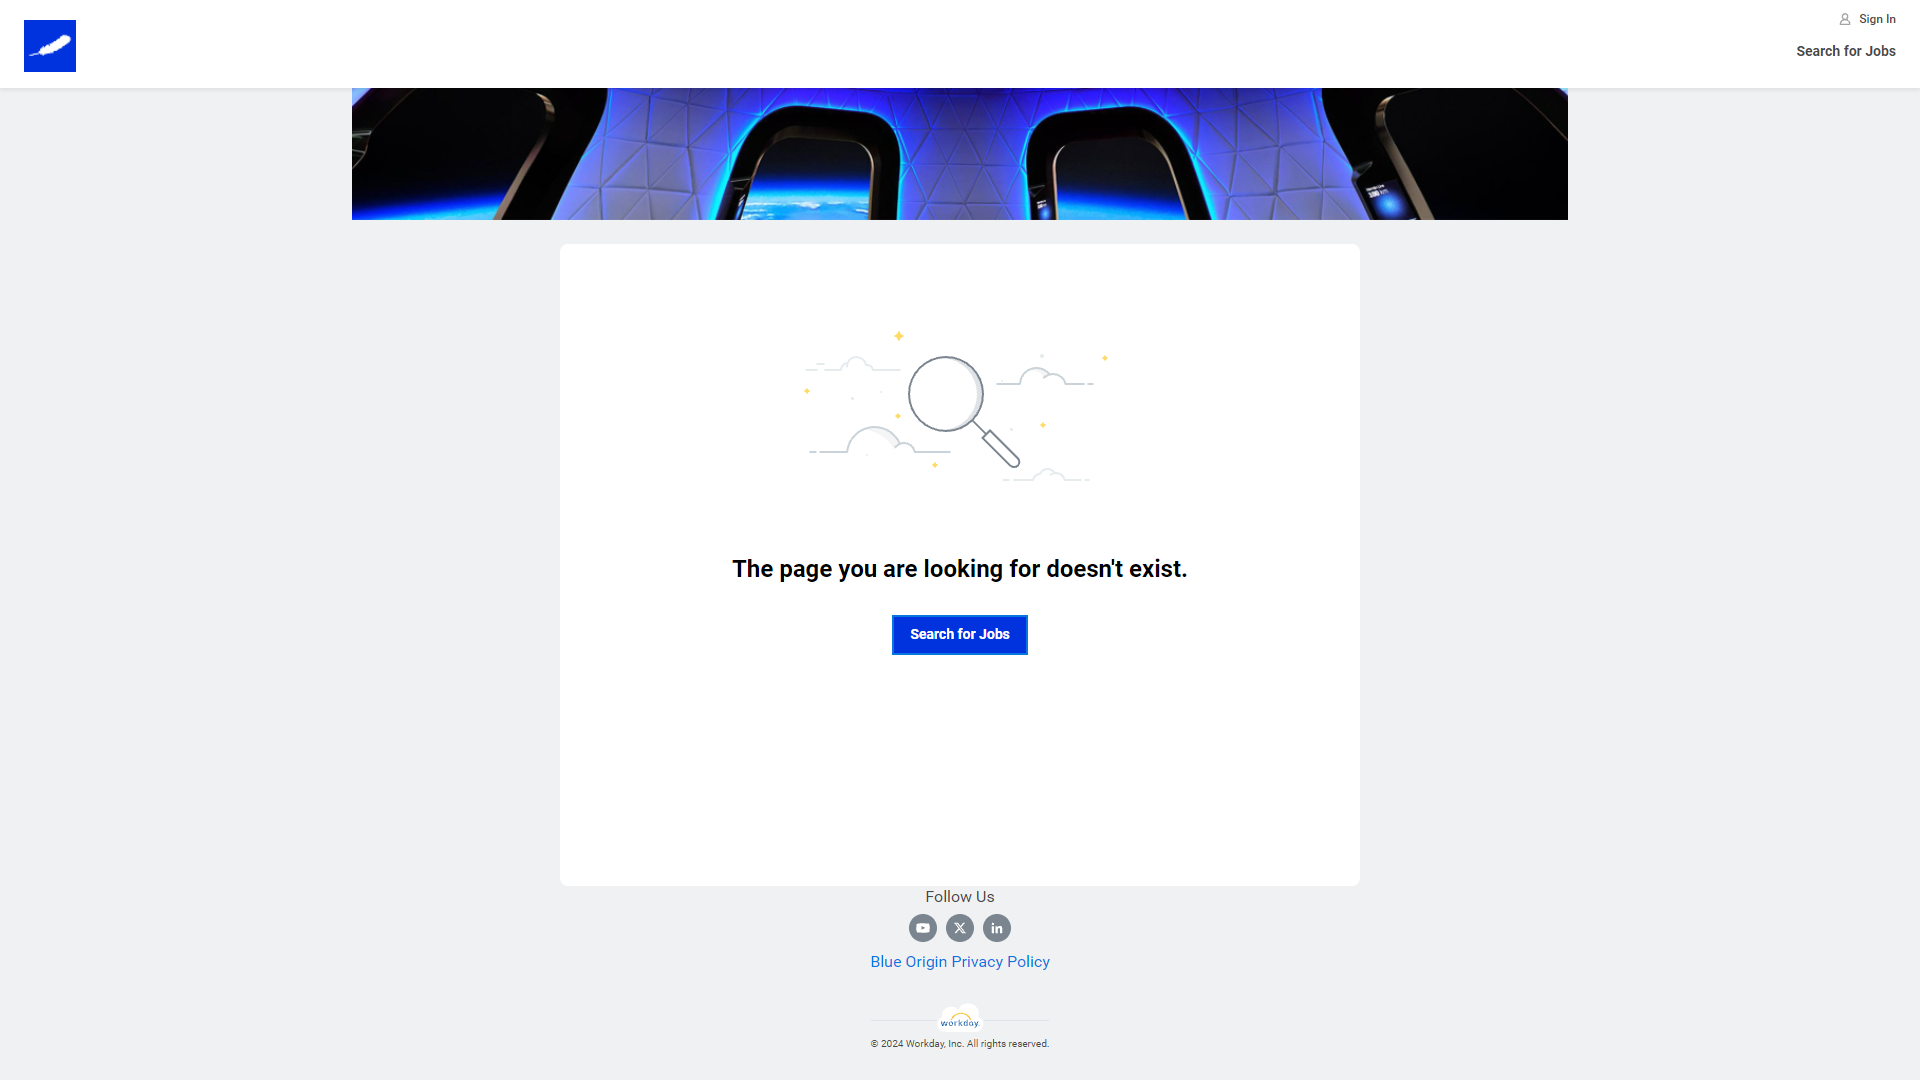 Sign In
Search for Jobs
The page you are looking for doesn't exist.
Search for Jobs
Follow Us
Blue Origin Privacy Policy
workday.
© 2024 Workday, Inc. All rights reserved.